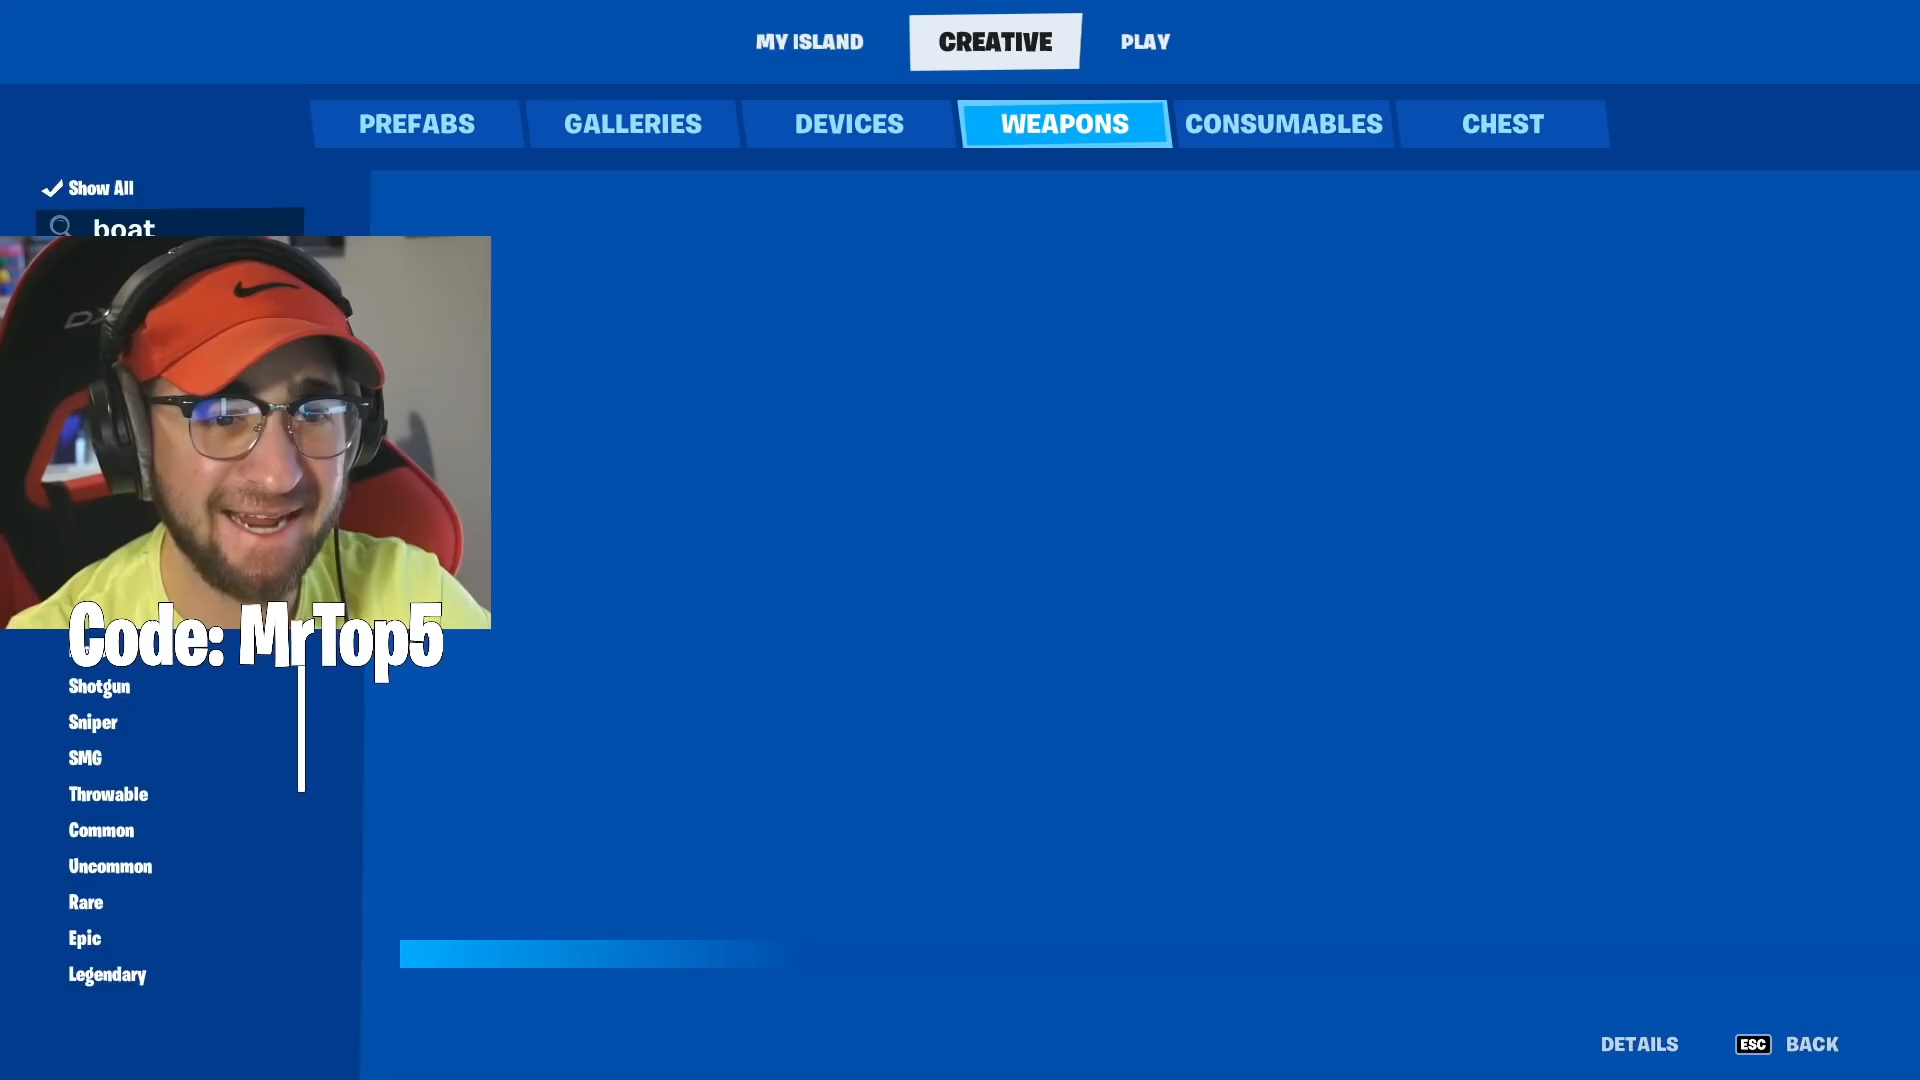 MY ISLAND
CREATIVE
PLAY
PREFABS
GALLERIES
DEVICES
WEAPONS
CONSUMABLES
CHEST
Show All
boat
DX
Code: MrTop5
Shotgun
Sniper
SMG
Throwable
Common
Uncommon
Rare
Epic
Legendary
DETAILS
ESC BACK